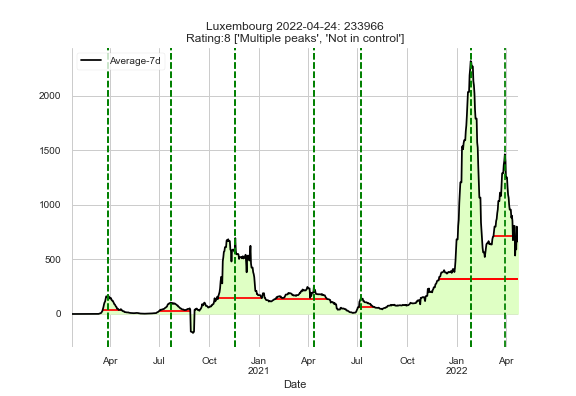 Luxembourg 2022-04-24: 233966
Rating:8 ['Multiple peaks', 'Not in control']
Average-7d
2000
1500
1000
500
0
Apr Jul Oct Jan Apr Jul Oct Jan Apr
2021 2022
Date